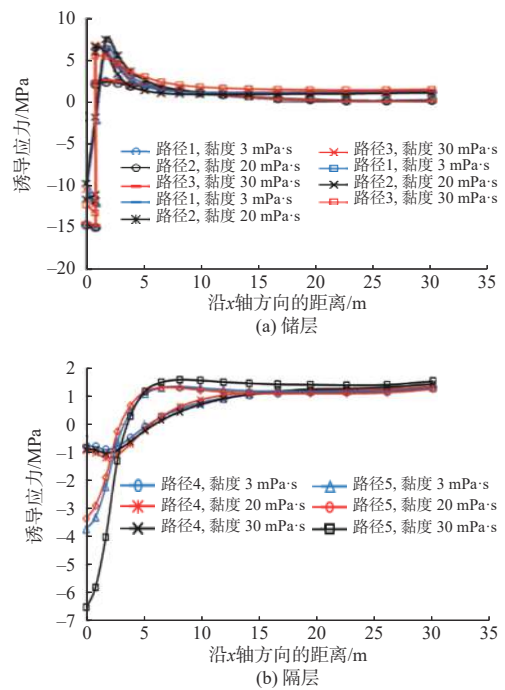 20
15
10
5
0
−5
−10
−15
−20
诱导应力/MPa
路径1, 黏度 3 mPa·s
路径2, 黏度 20 mPa·s
路径3, 黏度 30 mPa·s
路径1, 黏度 3 mPa·s
路径2, 黏度 20 mPa·s
路径3, 黏度 30 mPa·s
路径1, 黏度 3 mPa·s
路径2, 黏度 20 mPa·s
路径3, 黏度 30 mPa·s
0 5 10 15 20 25 30 35
沿x轴方向的距离/m
(a) 储层
2
1
0
−1
−2
−3
−4
−5
−6
−7
诱导应力/MPa
路径4, 黏度 3 mPa·s
路径4, 黏度 20 mPa·s
路径4, 黏度 30 mPa·s
路径5, 黏度 3 mPa·s
路径5, 黏度 20 mPa·s
路径5, 黏度 30 mPa·s
0 5 10 15 20 25 30 35
沿x轴方向的距离/m
(b) 隔层